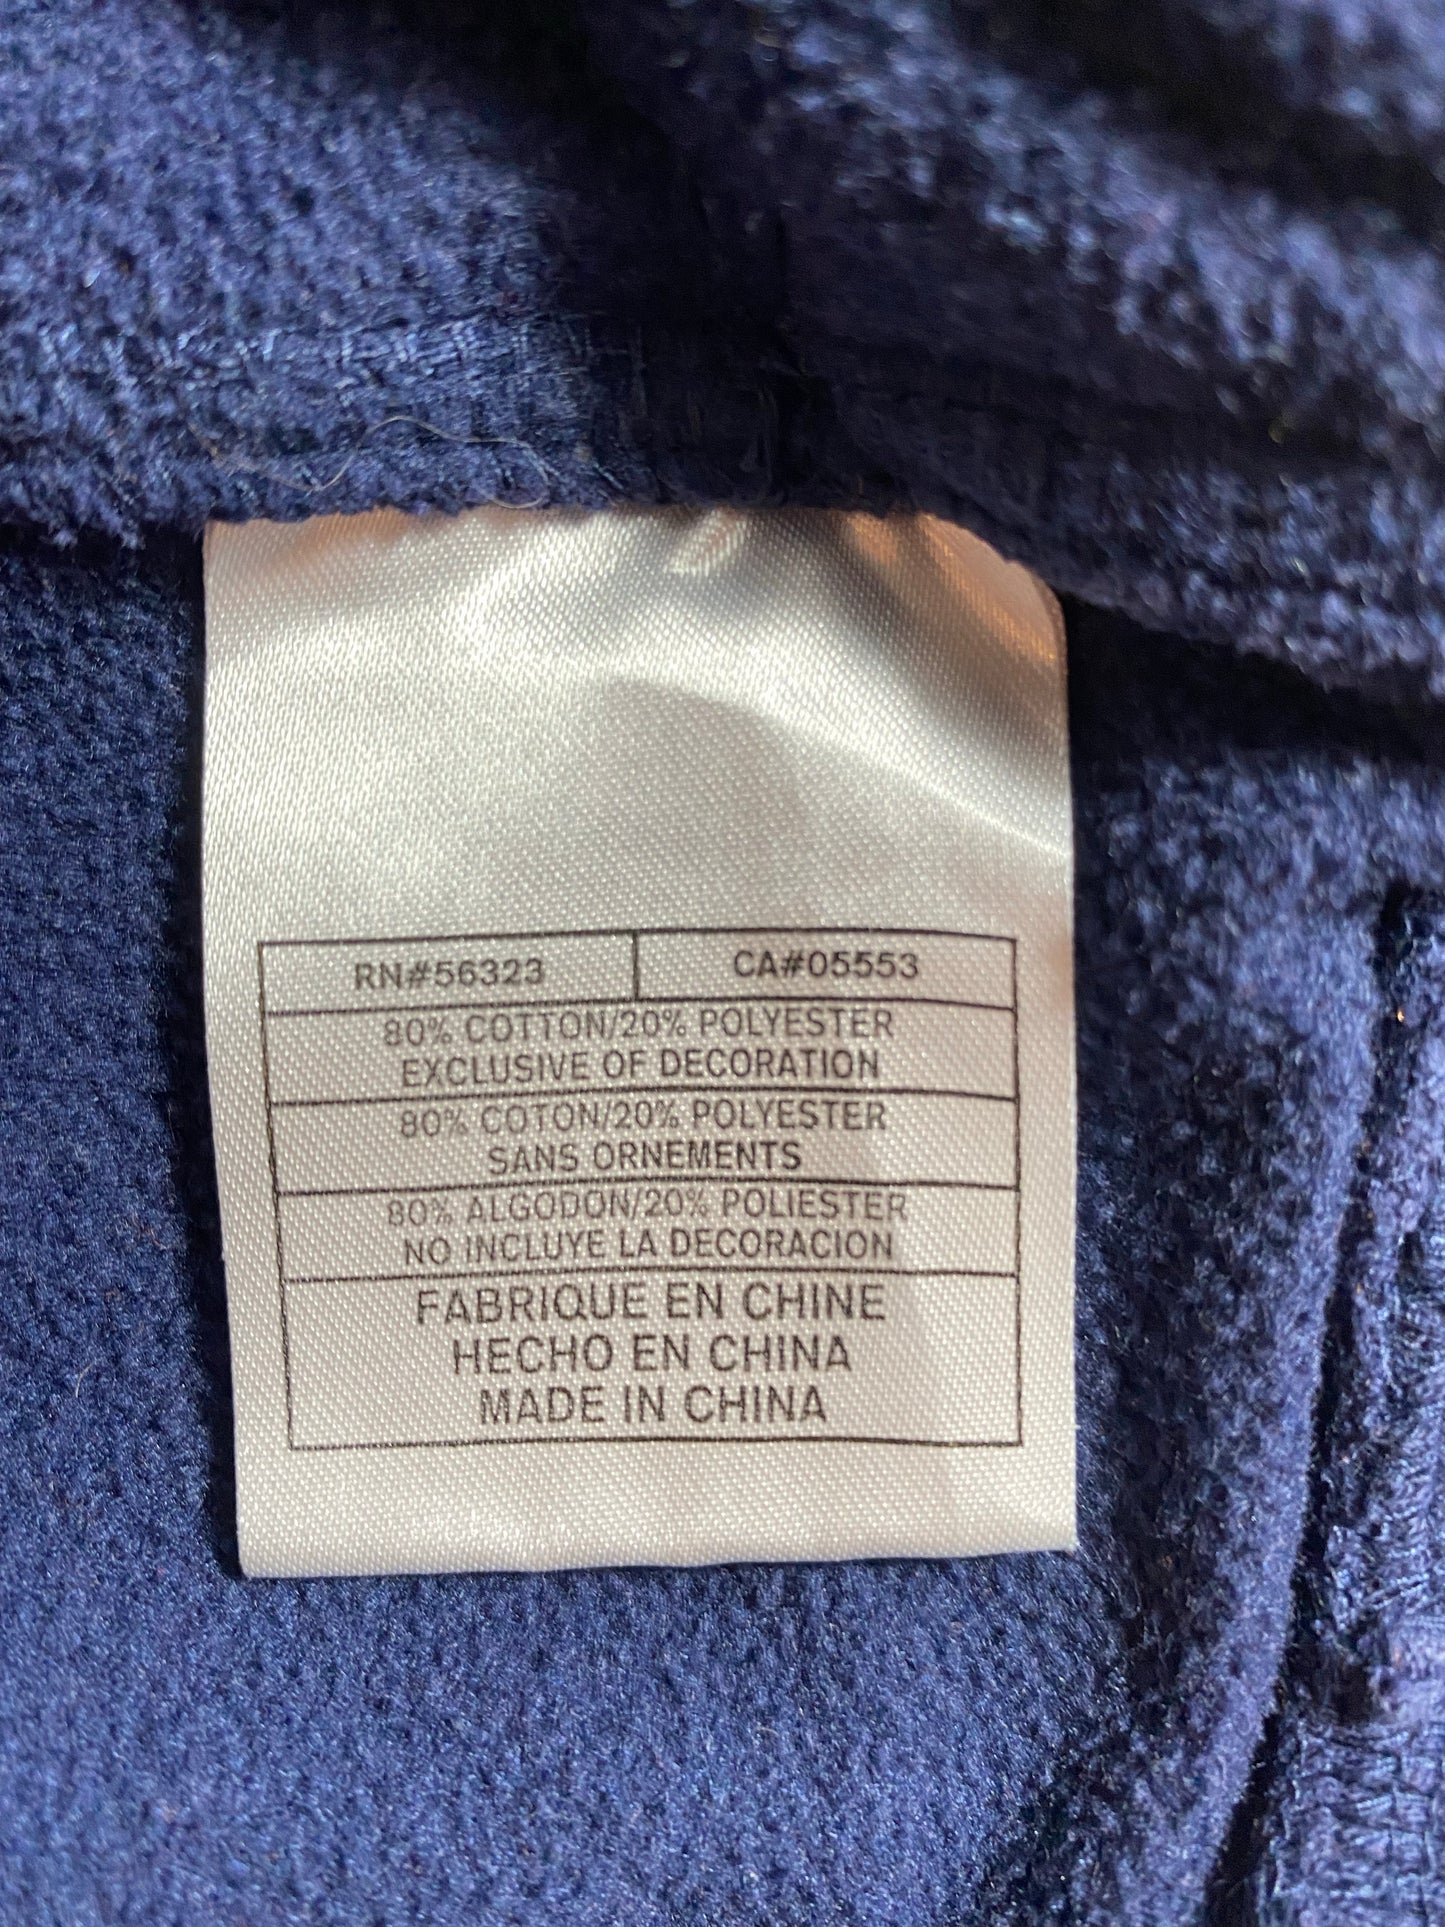 RN#56323 CA#05553
80% COTTON/20% POLYESTER
EXCLUSIVE OF DECORATION
80% COTON/20% POLYESTER
SANS ORNEMENTS
80% ALGODON/20% POLIESTER
NO INCLUYE LA DECORACION
FABRIQUE EN CHINE
HECHO EN CHINA
MADE IN CHINA